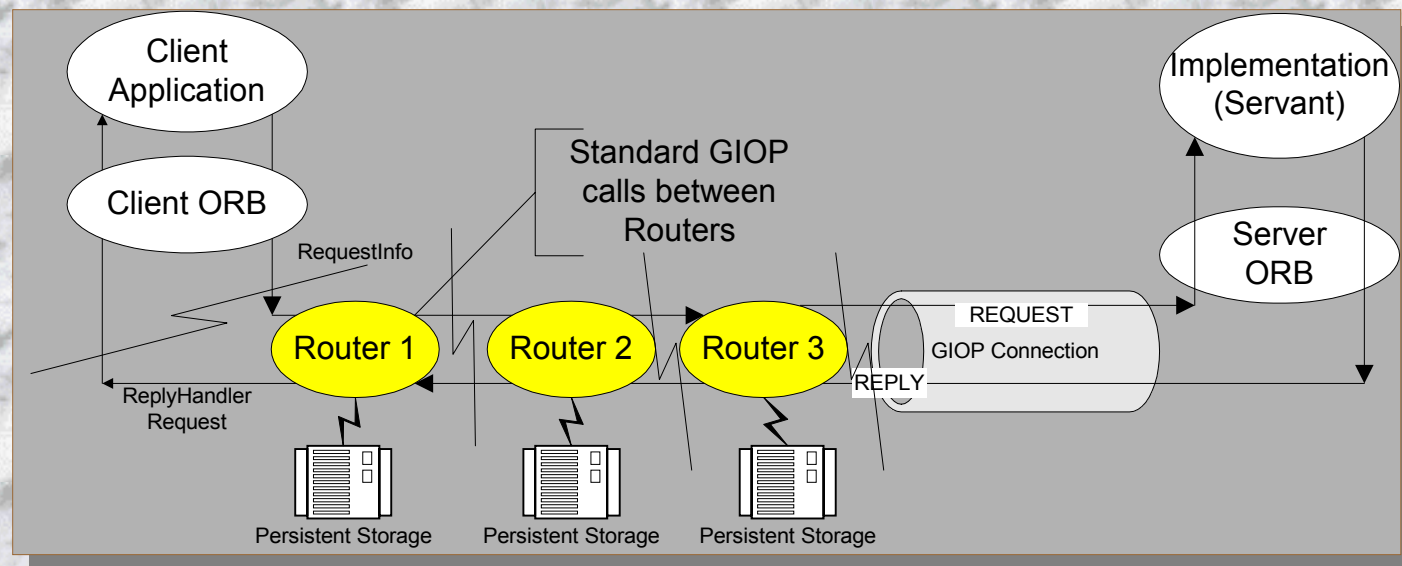 Client
Application
Client ORB
RequestInfo
Standard GIOP
calls between
Routers
Implementation
(Servant)
Server
ORB
Router 1
Router 2
Router 3
REQUEST
GIOP Connection
REPLY
ReplyHandler
Request
Persistent Storage
Persistent Storage
Persistent Storage